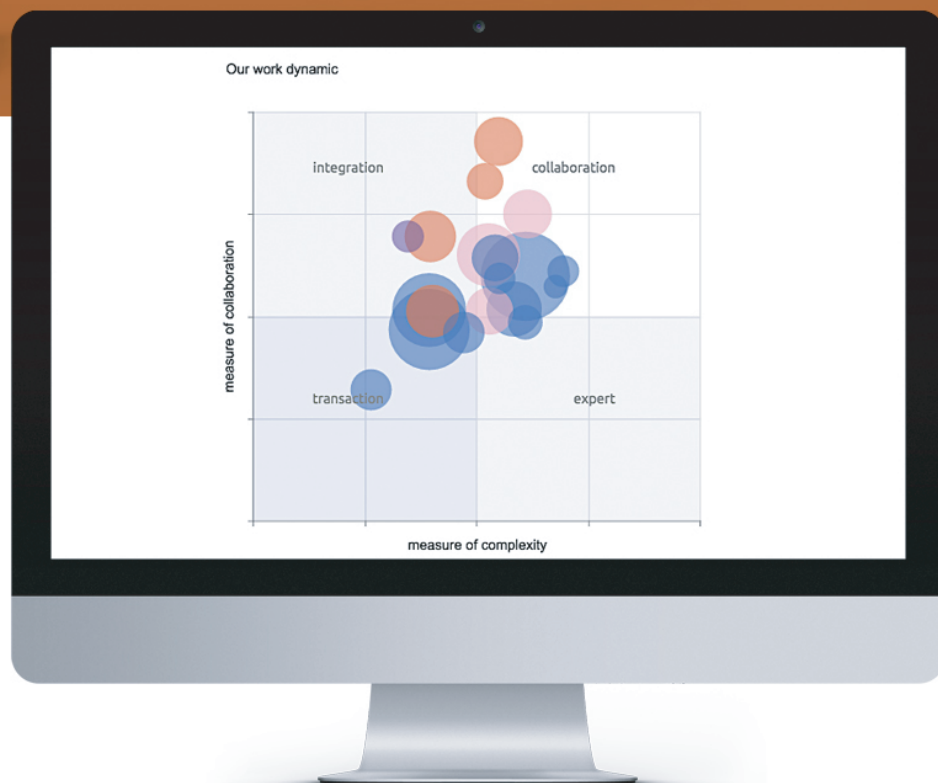 Our work dynamic
integration
collaboration
measure of collaboration
transaction
expert
measure of complexity